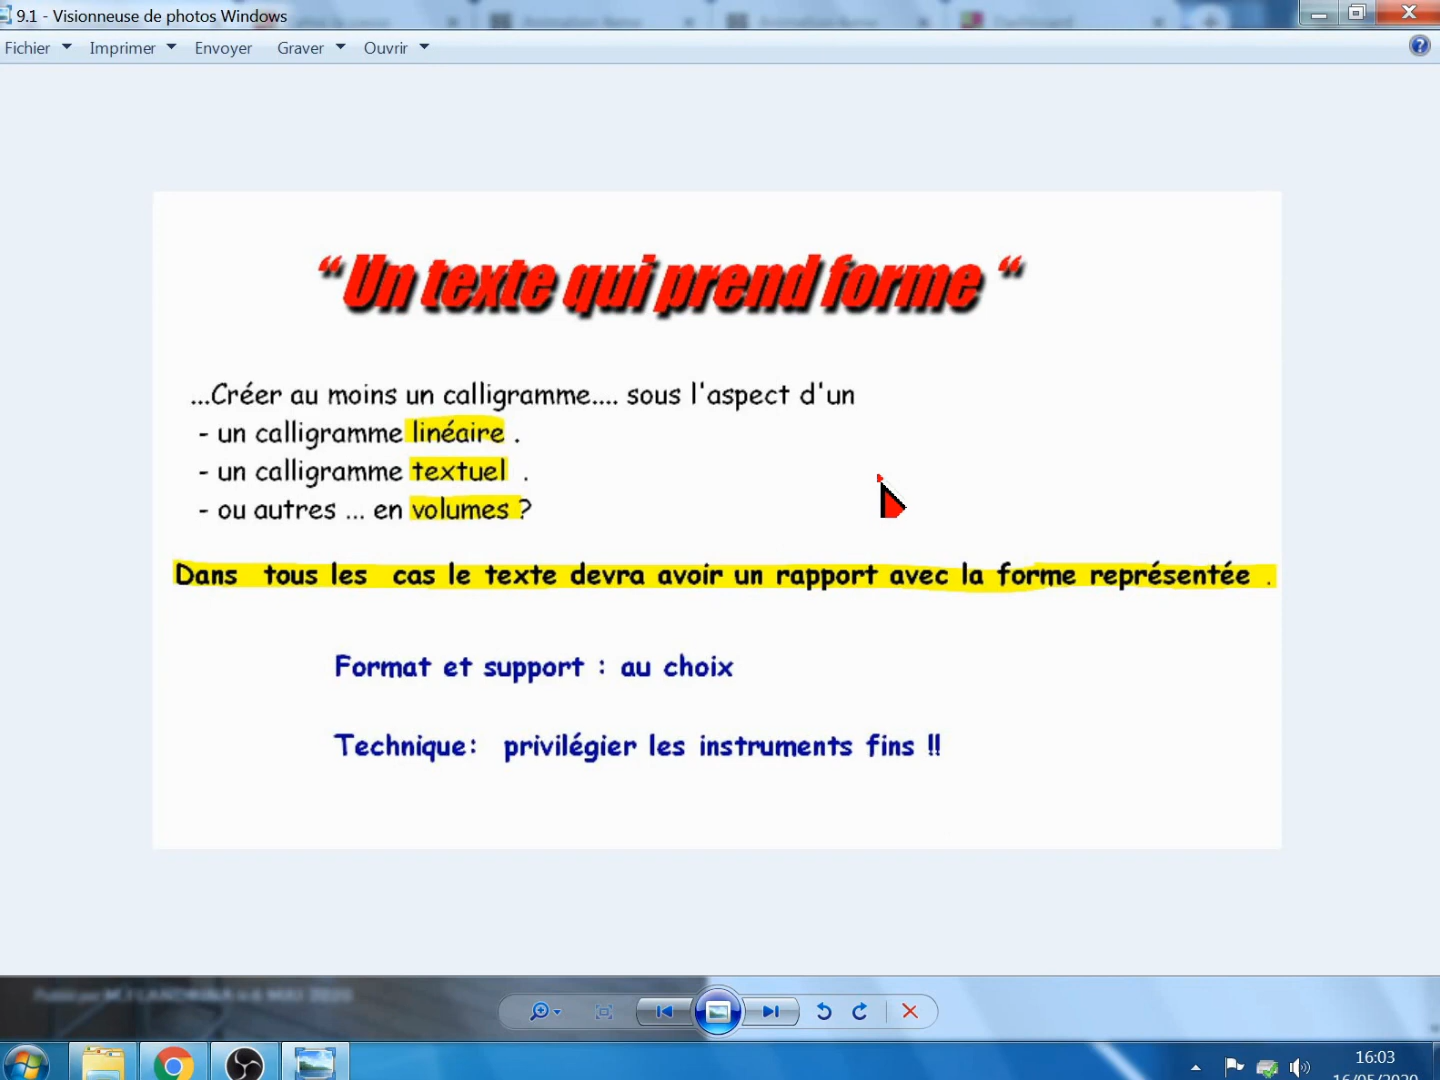 9.1 - Visionneuse de photos Windows
Fichier Imprimer Envoyer Graver Ouvrir
“ Un texte qui prend forme “
...Créer au moins un calligramme.... sous l'aspect d'un
- un calligramme linéaire .
- un calligramme textuel .
- ou autres ... en volumes ?
Dans tous les cas le texte devra avoir un rapport avec la forme représentée .
Format et support : au choix
Technique: privilégier les instruments fins !!
16:03
16/05/2020